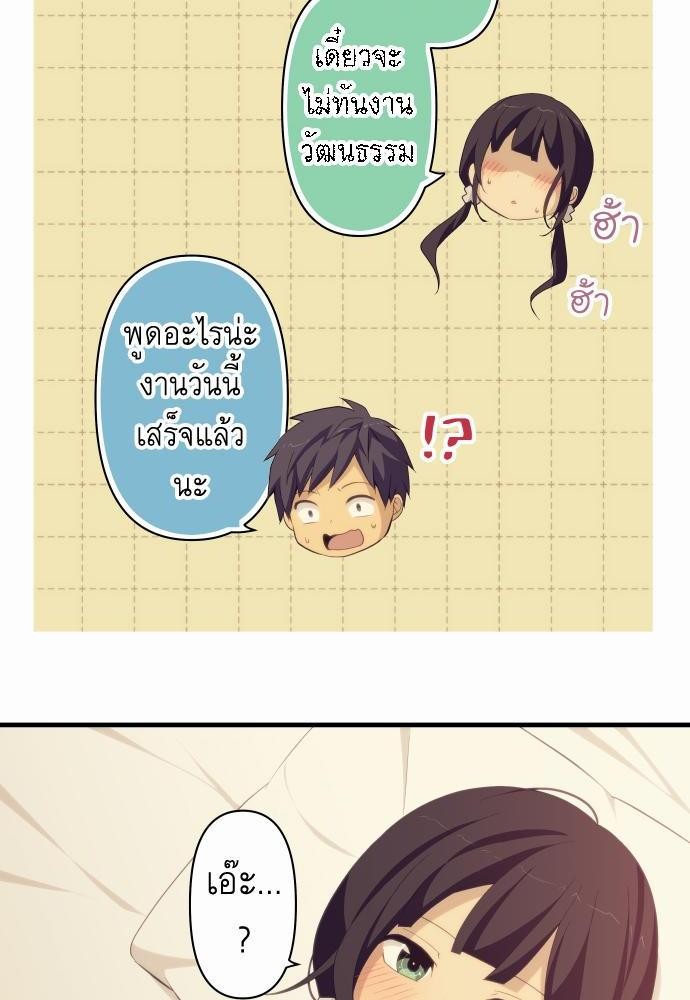 เดี๋ยวจะ
ไม่ทันงาน
วัฒนธรรม
ฮ้า
ฮ้า
พูดอะไรน่ะ
งานวันนี้
เสร็จแล้ว
นะ
!?
เอ๊ะ...
?